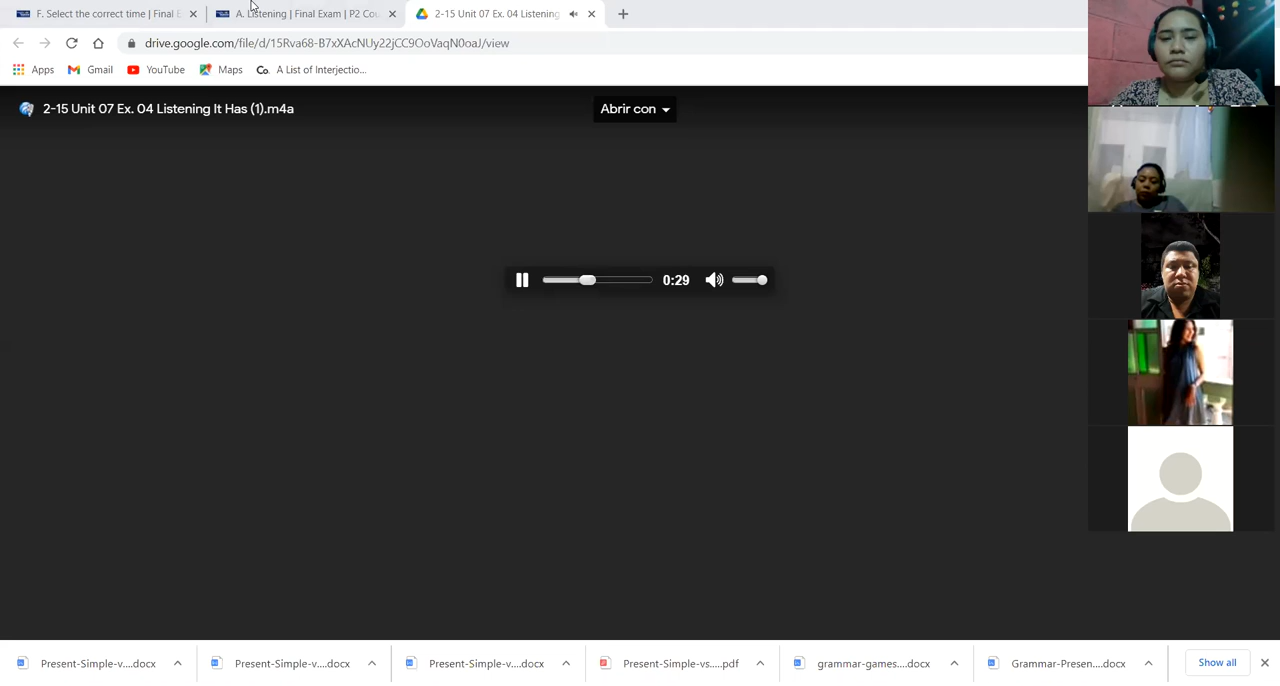 F. Select the correct time | Final E
A. Listening | Final Exam | P2 Cou
2-15 Unit 07 Ex. 04 Listening
drive.google.com/file/d/15Rva68-B7xXAcNUy22jCC9OoVaqN0oaJ/view
Apps
Gmail
YouTube
Maps
Co.
A List of Interjectio...
2-15 Unit 07 Ex. 04 Listening It Has (1).m4a
Abrir con
0:29
Present-Simple-v....docx
Present-Simple-v....docx
Present-Simple-v....docx
Present-Simple-vs.....pdf
grammar-games....docx
Grammar-Presen....docx
Show all